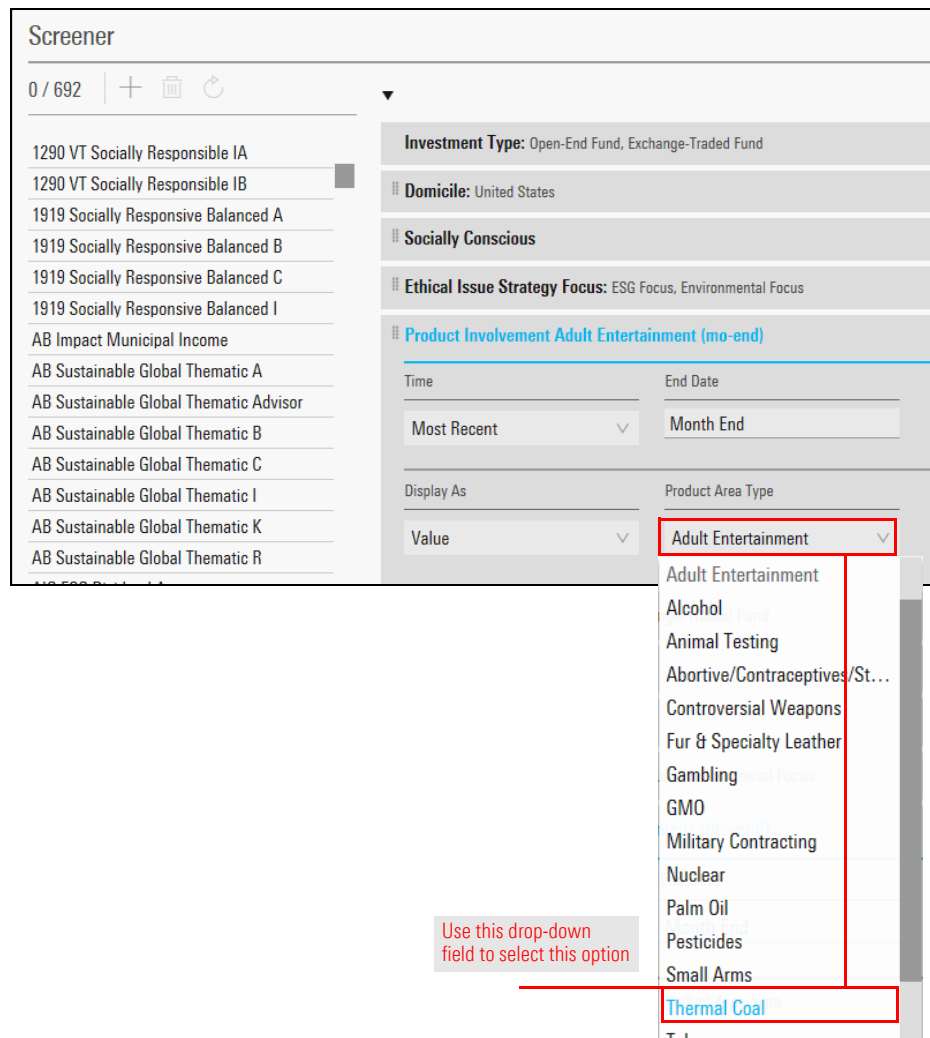 Screener
0 / 692
1290 VT Socially Responsible IA
1290 VT Socially Responsible IB
1919 Socially Responsive Balanced A
1919 Socially Responsive Balanced B
1919 Socially Responsive Balanced C
1919 Socially Responsive Balanced I
AB Impact Municipal Income
AB Sustainable Global Thematic A
AB Sustainable Global Thematic Advisor
AB Sustainable Global Thematic B
AB Sustainable Global Thematic C
AB Sustainable Global Thematic I
AB Sustainable Global Thematic K
AB Sustainable Global Thematic R
Investment Type: Open-End Fund, Exchange-Traded Fund
Domicile: United States
Socially Conscious
Ethical Issue Strategy Focus: ESG Focus, Environmental Focus
Product Involvement Adult Entertainment (mo-end)
Time
End Date
Most Recent
Month End
Display As
Product Area Type
Value
Adult Entertainment
Adult Entertainment
Alcohol
Animal Testing
Abortive/Contraceptives/St...
Controversial Weapons
Fur & Specialty Leather
Gambling
GMO
Military Contracting
Nuclear
Palm Oil
Pesticides
Small Arms
Thermal Coal
Use this drop-down
field to select this option